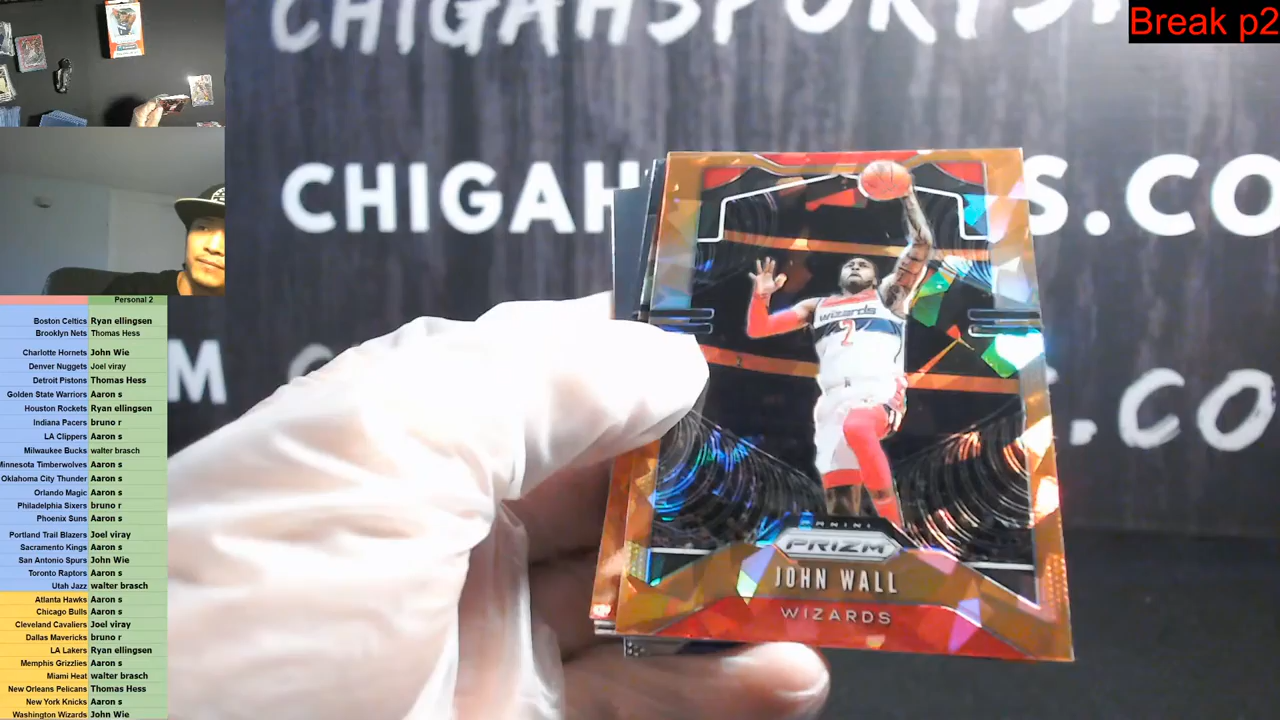 Break p2
CHIGAHSPORTS
CHIGAH S.CO
M
.CO
wizards
2
PANINI
PRIZM
JOHN WALL
WIZARDS
Personal 2
Boston Celtics Ryan ellingsen
Brooklyn Nets Thomas Hess
Charlotte Hornets John Wie
Denver Nuggets Joel viray
Detroit Pistons Thomas Hess
Golden State Warriors Aaron s
Houston Rockets Ryan ellingsen
Indiana Pacers bruno r
LA Clippers Aaron s
Milwaukee Bucks walter brasch
Minnesota Timberwolves Aaron s
Oklahoma City Thunder Aaron s
Orlando Magic Aaron s
Philadelphia Sixers bruno r
Phoenix Suns Aaron s
Portland Trail Blazers Joel viray
Sacramento Kings Aaron s
San Antonio Spurs John Wie
Toronto Raptors Aaron s
Utah Jazz walter brasch
Atlanta Hawks Aaron s
Chicago Bulls Aaron s
Cleveland Cavaliers Joel viray
Dallas Mavericks bruno r
LA Lakers Ryan ellingsen
Memphis Grizzlies Aaron s
Miami Heat walter brasch
New Orleans Pelicans Thomas Hess
New York Knicks Aaron s
Washington Wizards John Wie